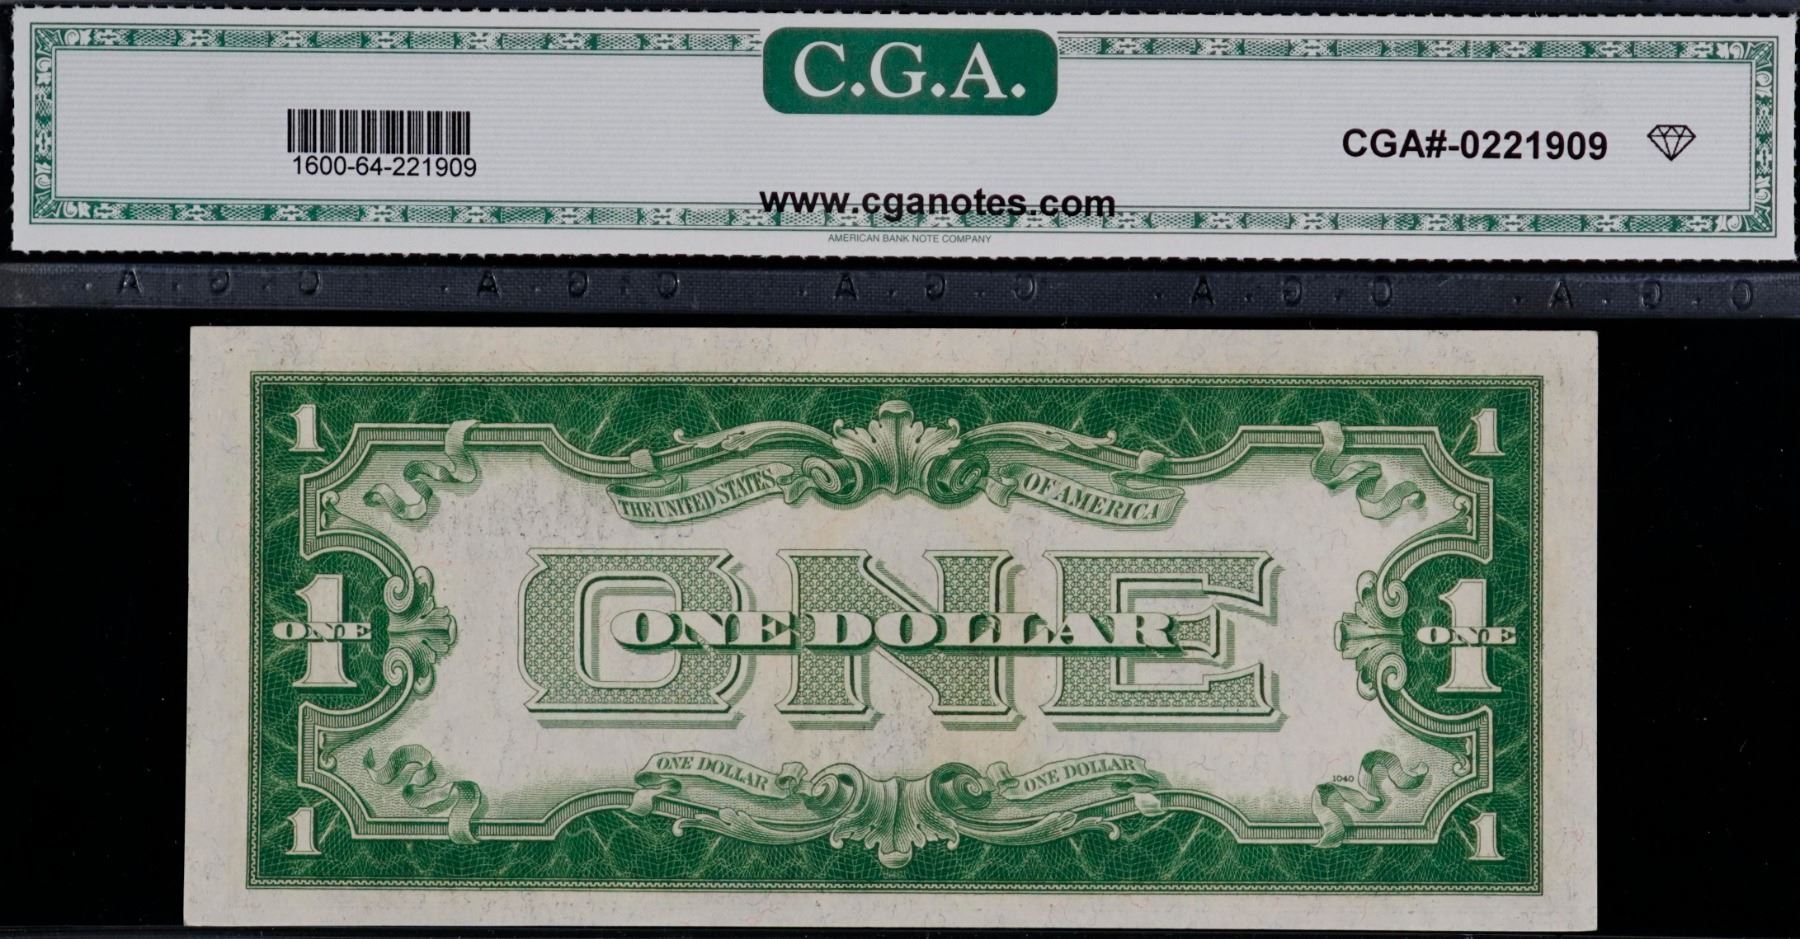 C.G.A.
1600-64-221909
CGA#-0221909
www.cganotes.com
AMERICAN BANK NOTE COMPANY
C.G.A. C.G.A. C.G.A. C.G.A. C.G.A.
1 1
THE UNITED STATES OF AMERICA
ONE
ONE DOLLAR
1 ONE 1 ONE
ONE DOLLAR ONE DOLLAR
1040
1 1